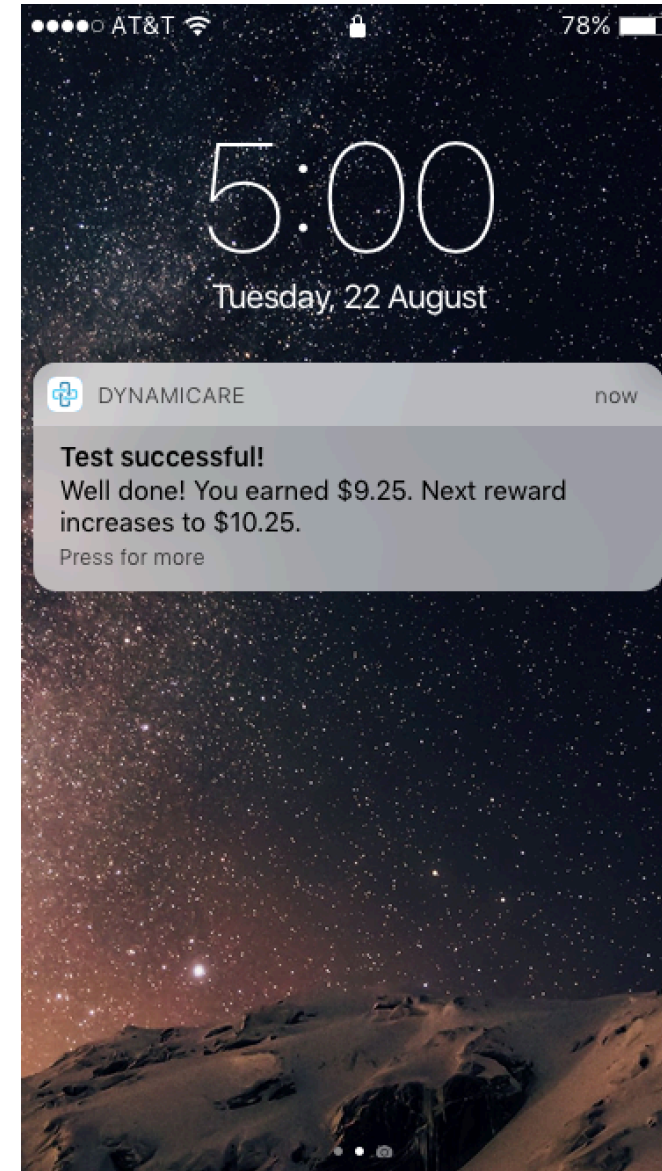 AT&T 78%
5:00
Tuesday, 22 August
DYNAMICARE now
Test successful!
Well done! You earned $9.25. Next reward
increases to $10.25.
Press for more